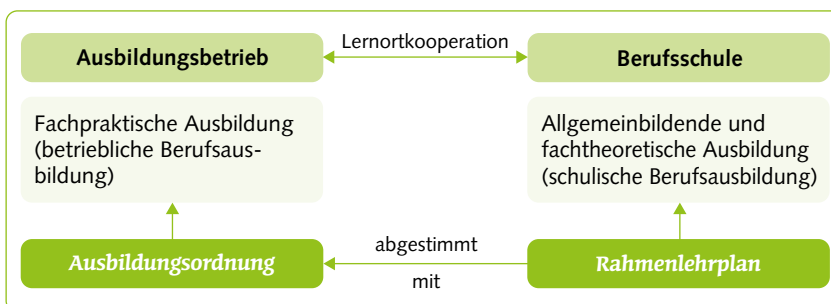 Ausbildungsbetrieb
Lernortkooperation
Berufsschule
Fachpraktische Ausbildung
(betriebliche Berufsaus-
bildung)
Allgemeinbildende und
fachtheoretische Ausbildung
(schulische Berufsausbildung)
Ausbildungsordnung
abgestimmt
mit
Rahmenlehrplan